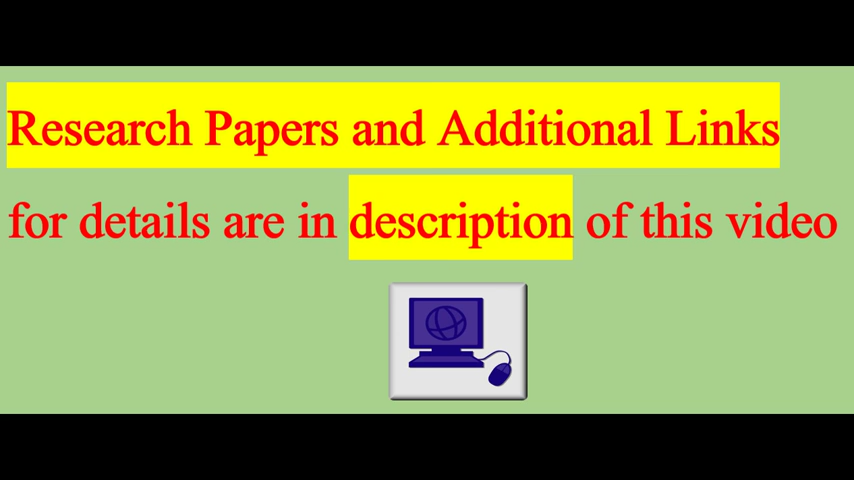 Research Papers and Additional Links
for details are in description of this video